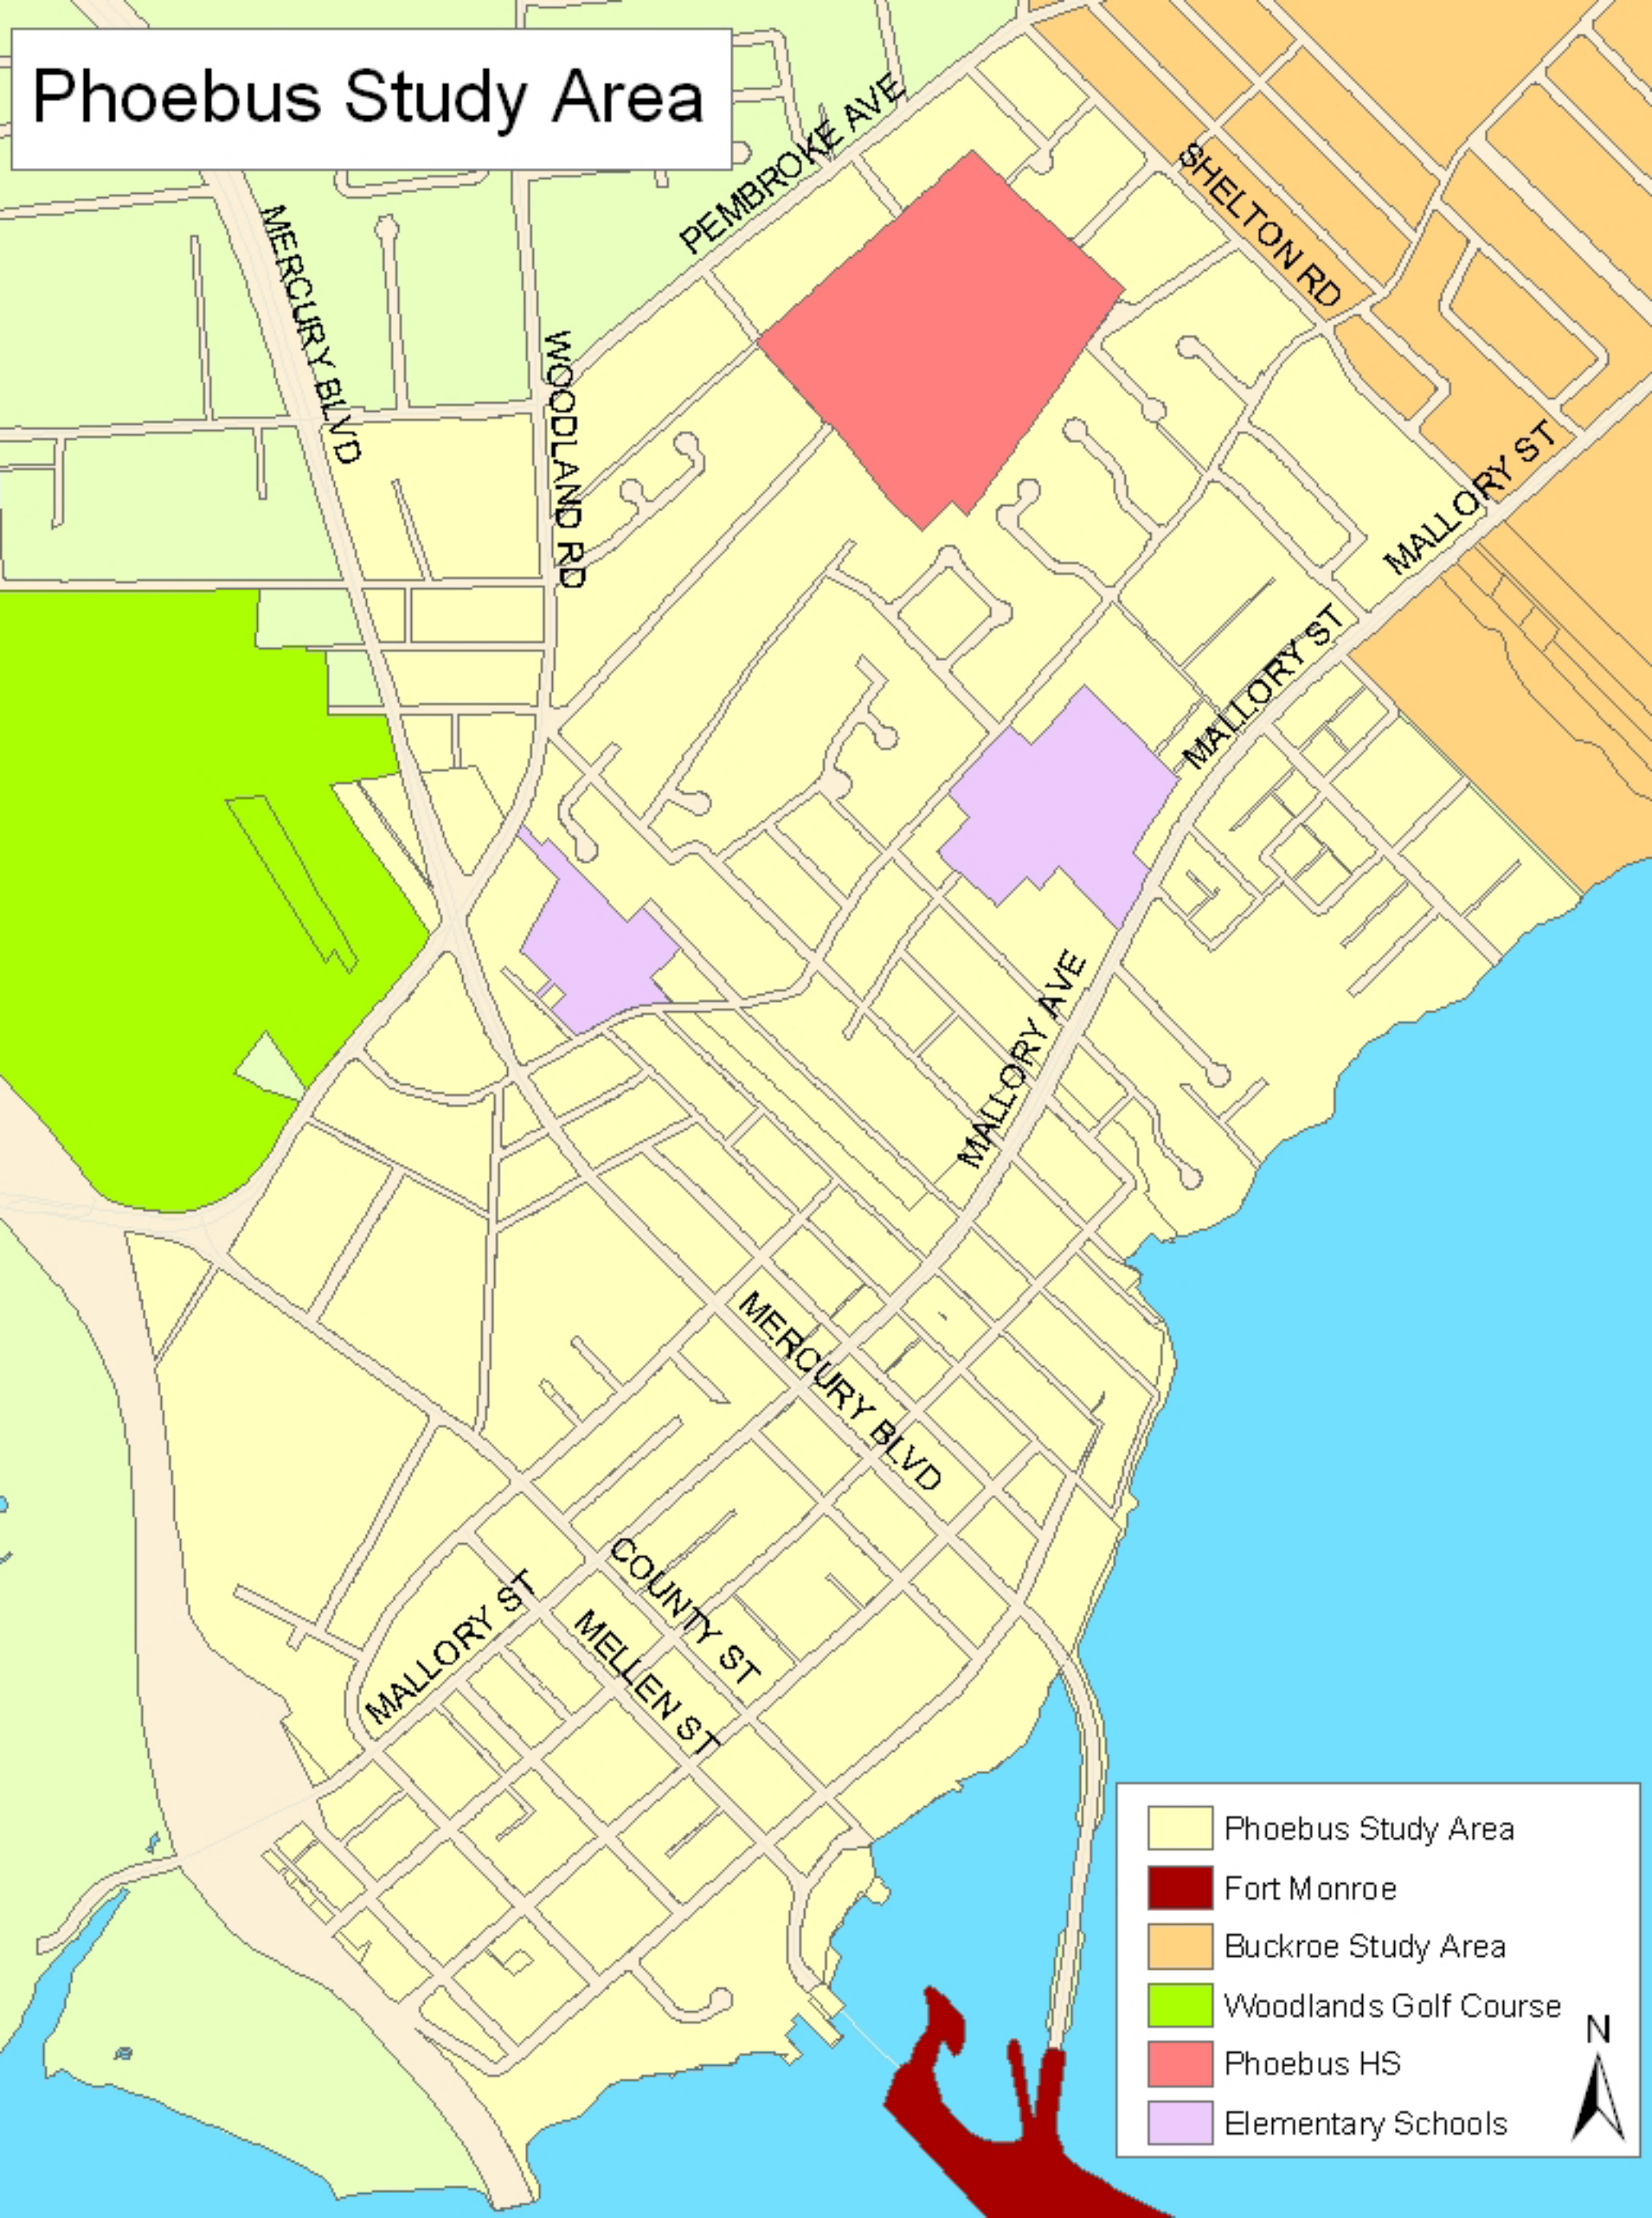 Phoebus Study Area
PEMBROKE AVE
SHELTON RD
MERCURY BLVD
WOODLAND RD
MALLORY ST
MALLORY ST
MALLORY AVE
MERCURY BLVD
COUNTY ST
MALLORY ST
MELLEN ST
Phoebus Study Area
Fort Monroe
Buckroe Study Area
Woodlands Golf Course
N
Phoebus HS
Elementary Schools